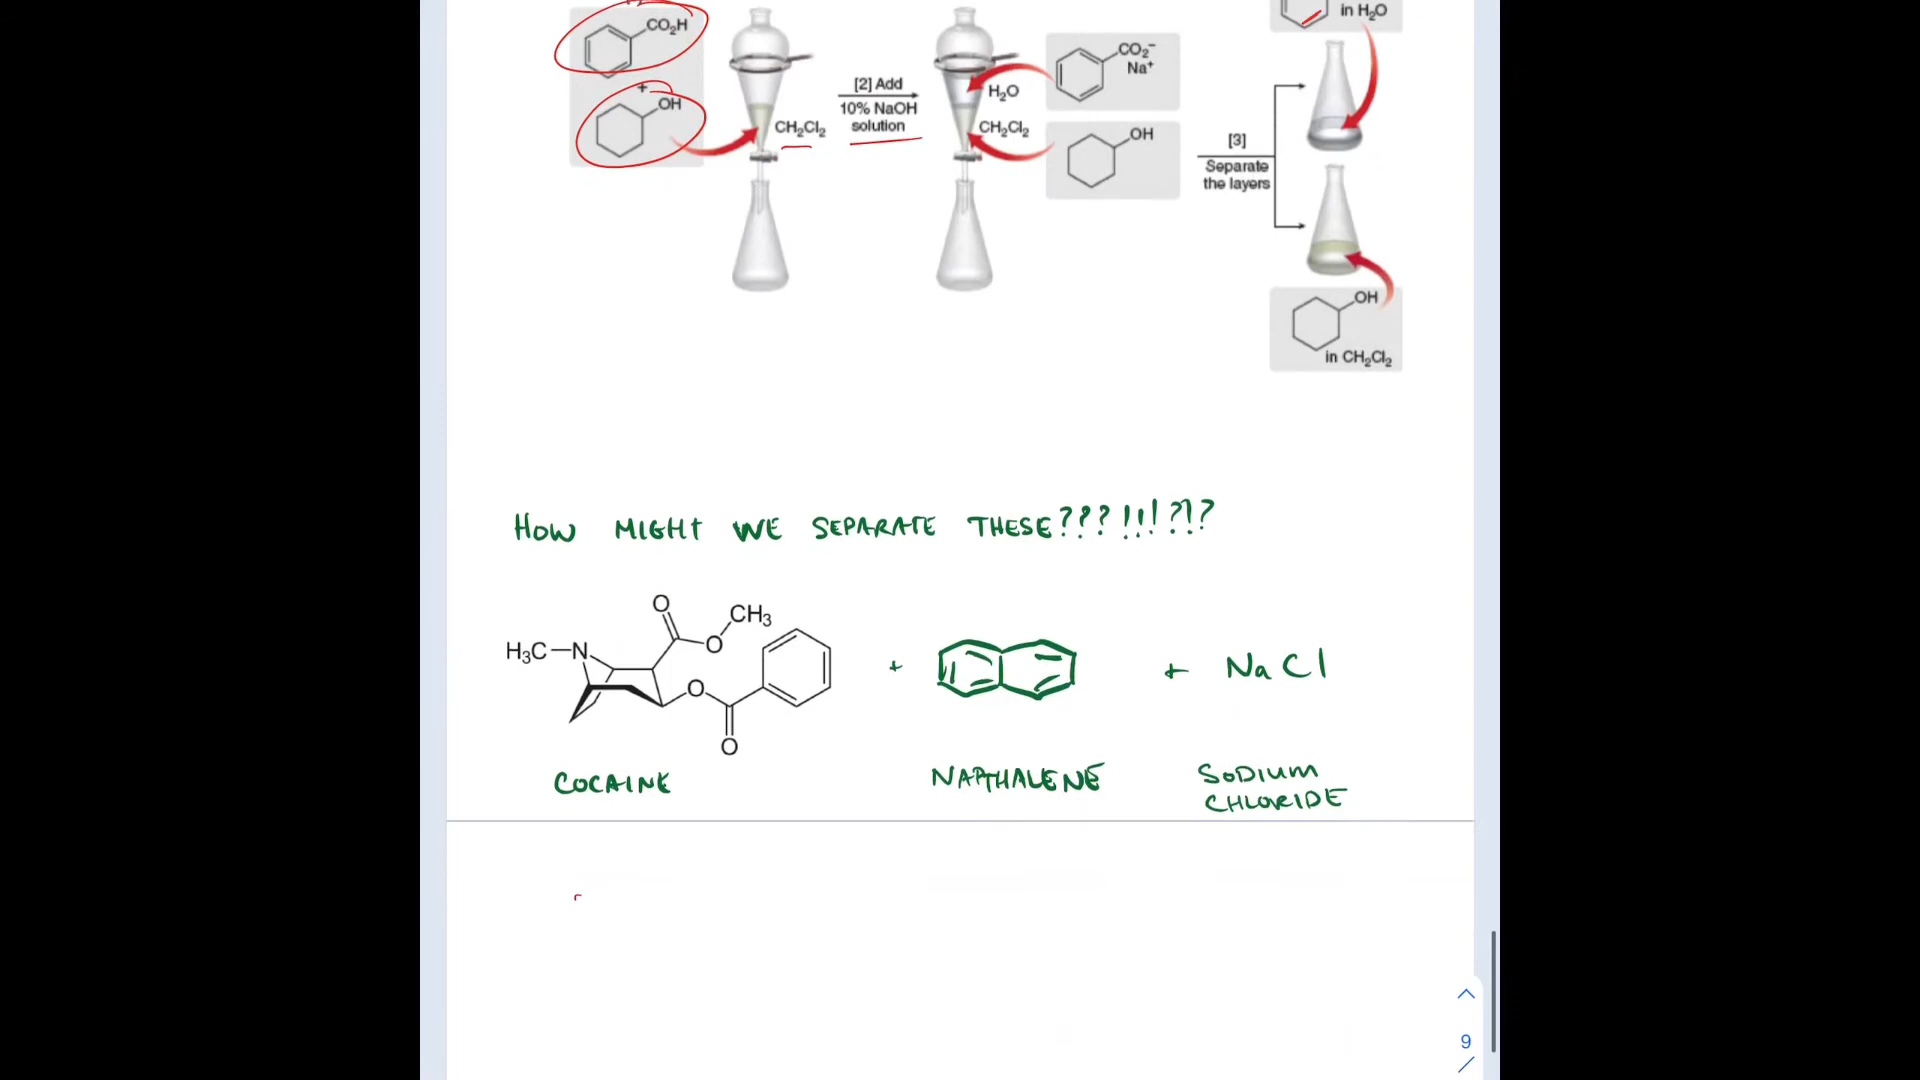 CO₂H
in H₂O
+
OH
CH₂Cl₂
[2] Add
10% NaOH
solution
H₂O
CH₂Cl₂
CO₂⁻
Na⁺
OH
[3]
Separate
the layers
OH
in CH₂Cl₂
HOW MIGHT WE SEPARATE THESE???!!!?!?
O
CH₃
H₃C-N
O
O
O
+
+ NaCl
COCAINE
NAPTHALENE
SODIUM
CHLORIDE
9